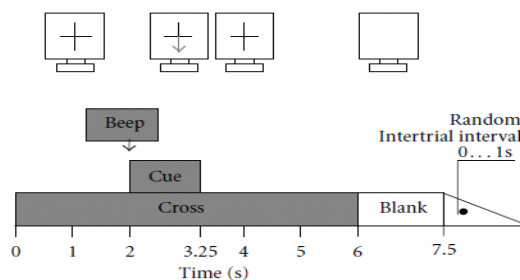 Beep
Random
Intertrial interval
0...1s
Cue
Cross
Blank
0 1 2 3.25 4 5 6 7.5
Time (s)